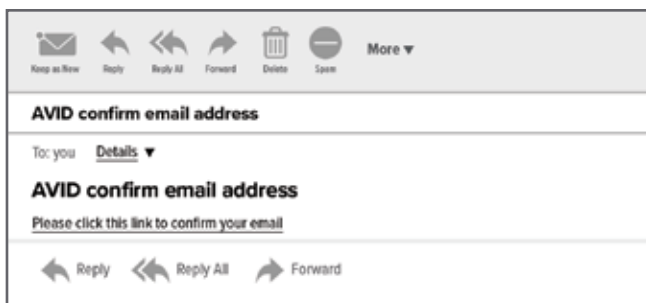 Keep as New Reply Reply All Forward Delete Spam More ▼
AVID confirm email address
To: you Details ▼
AVID confirm email address
Please click this link to confirm your email
Reply Reply All Forward